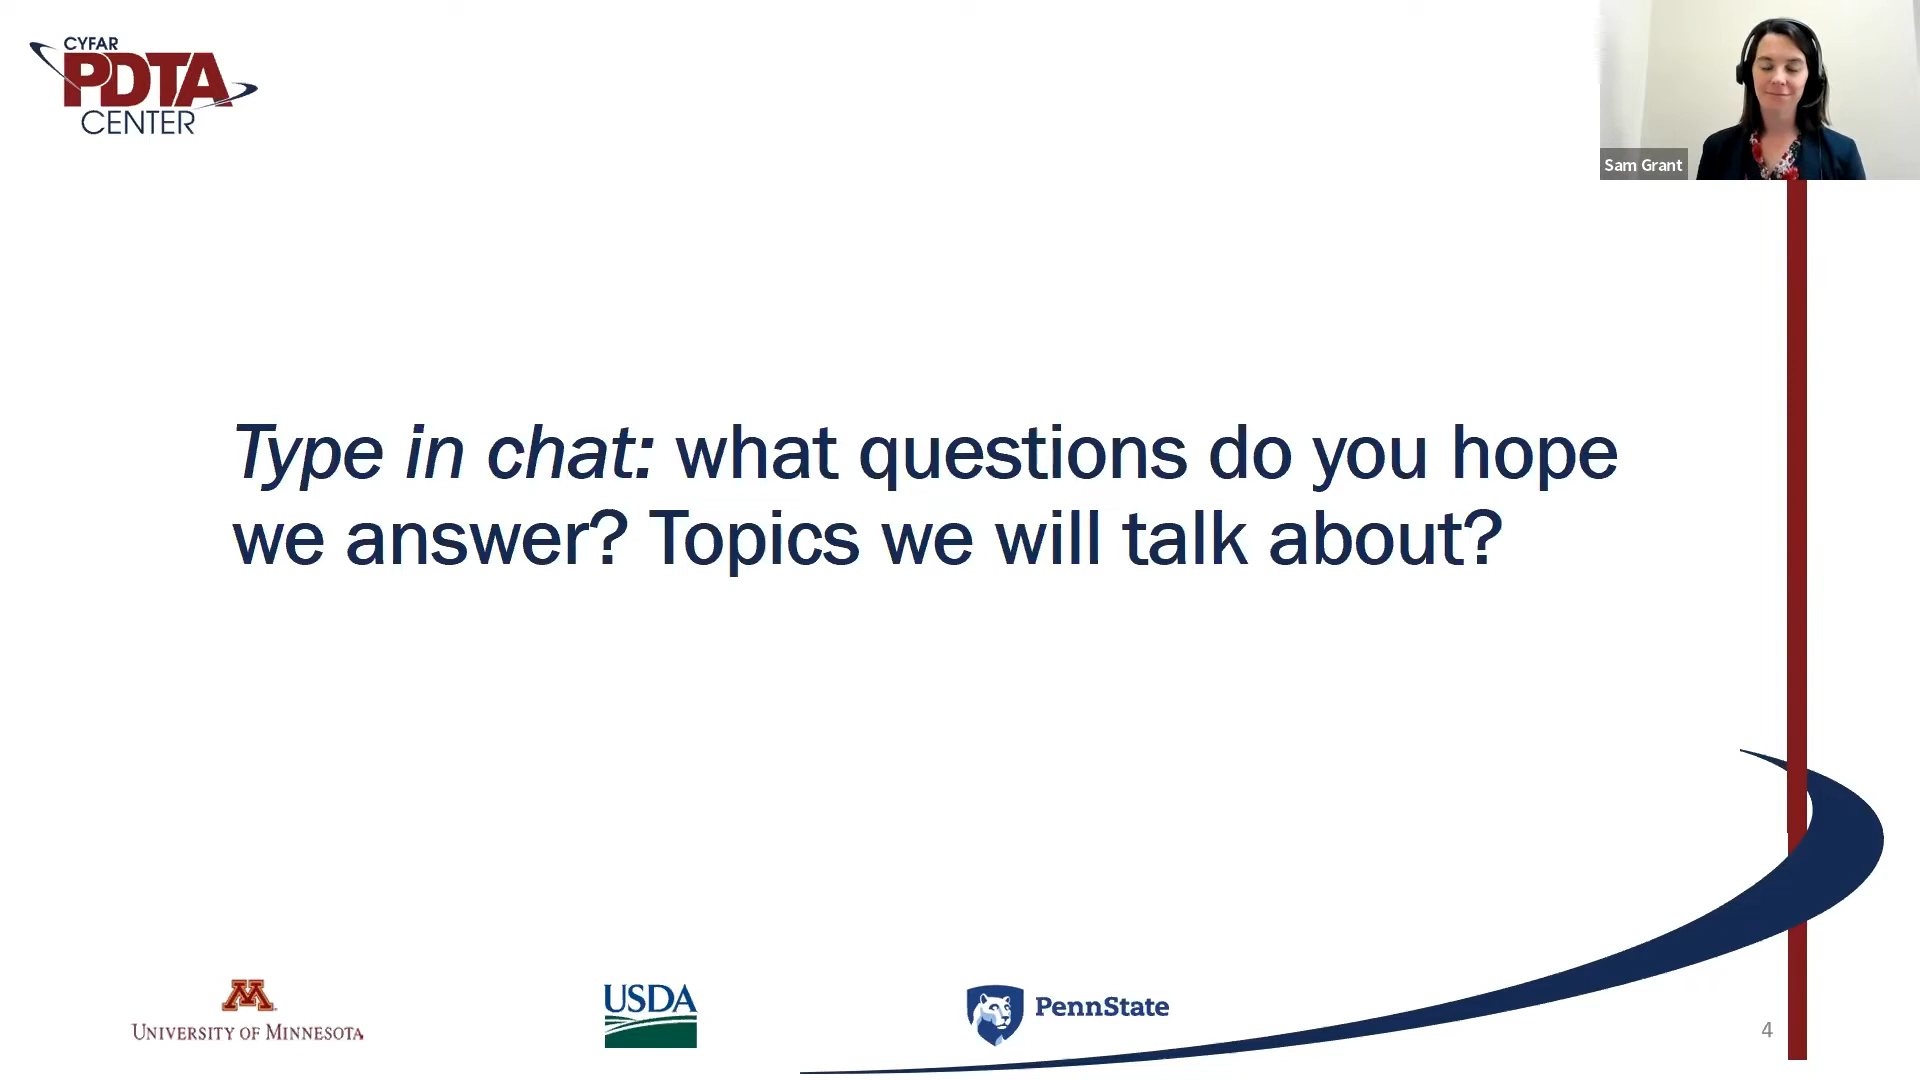 CYFAR
PDTA
CENTER
Sam Grant
Type in chat: what questions do you hope
we answer? Topics we will talk about?
M
UNIVERSITY OF MINNESOTA
USDA
PennState
4